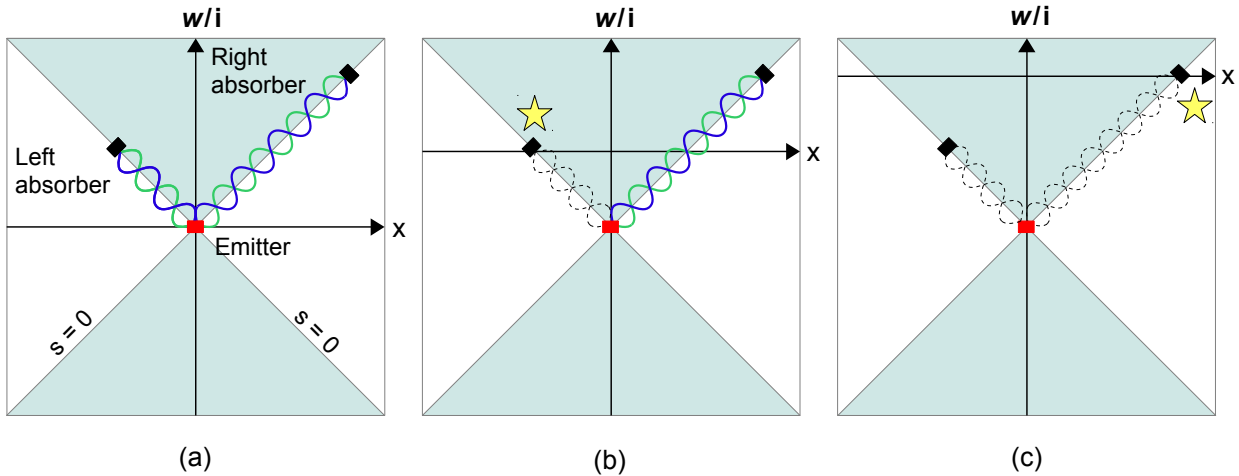 w/i
Right
absorber
Left
absorber
x
Emitter
s = 0
s = 0
(a)
w/i
x
(b)
w/i
x
(c)